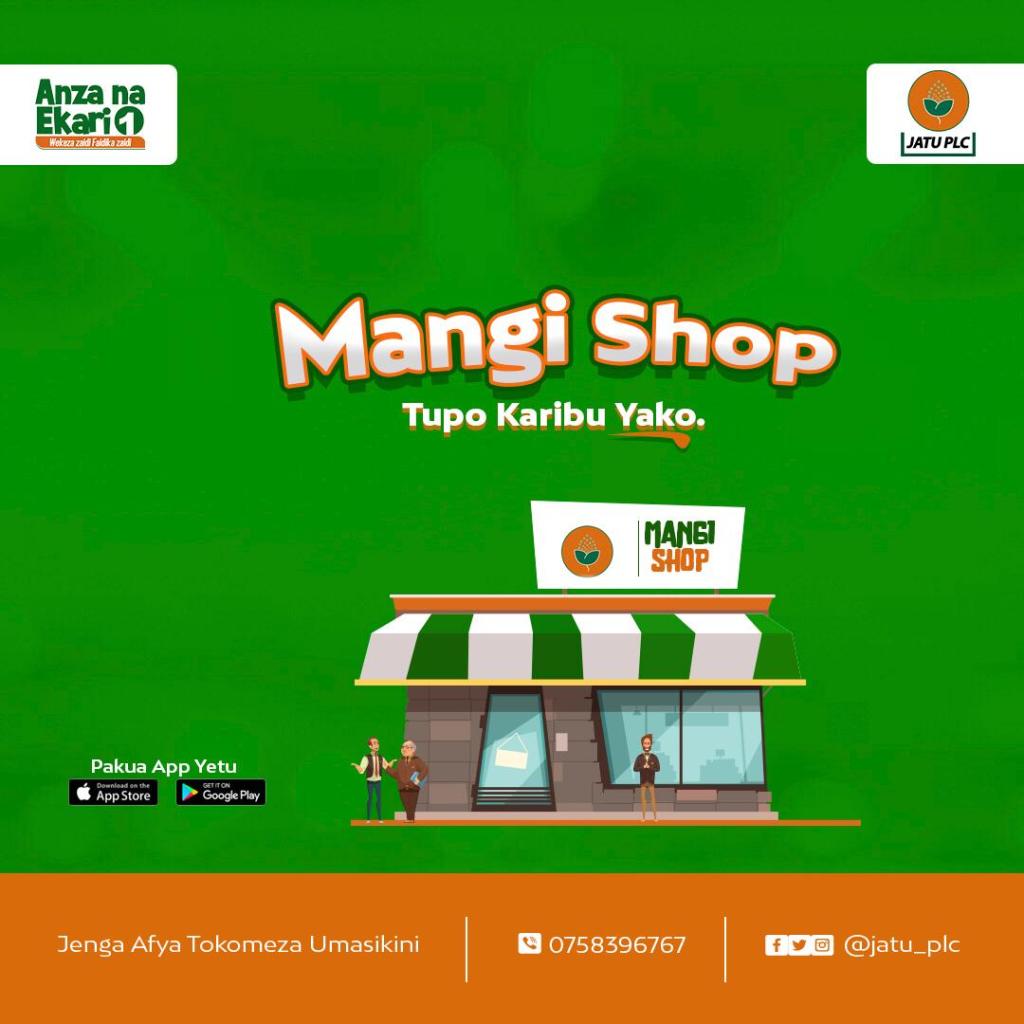 Anza na
Ekari 1
Wekeza zaidi Faidika zaidi
JATU PLC
Mangi Shop
Tupo Karibu Yako.
MANGI
SHOP
Pakua App Yetu
Download on the
App Store
GET IT ON
Google Play
Jenga Afya Tokomeza Umasikini
0758396767
@jatu_plc